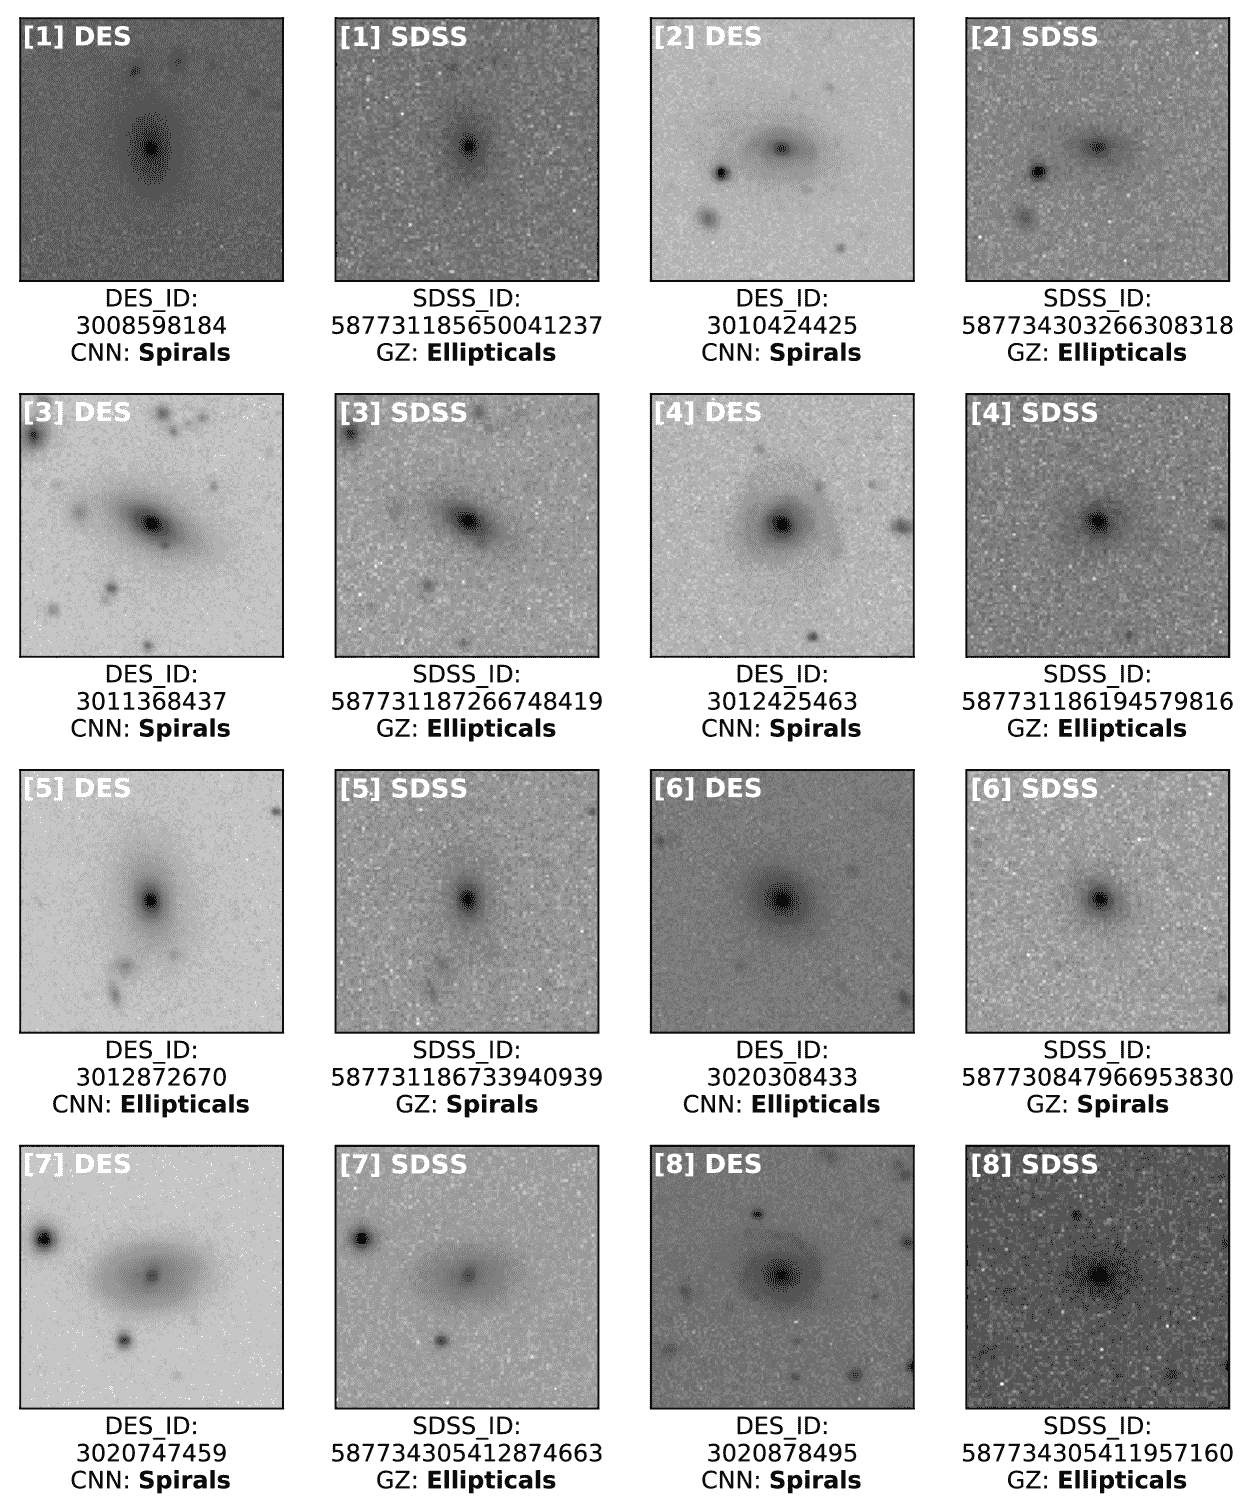 [1] DES
[1] SDSS
[2] DES
[2] SDSS
DES_ID:
3008598184
CNN: Spirals
SDSS_ID:
587731185650041237
GZ: Ellipticals
DES_ID:
3010424425
CNN: Spirals
SDSS_ID:
587734303266308318
GZ: Ellipticals
[3] DES
[3] SDSS
[4] DES
[4] SDSS
DES_ID:
3011368437
CNN: Spirals
SDSS_ID:
587731187266748419
GZ: Ellipticals
DES_ID:
3012425463
CNN: Spirals
SDSS_ID:
587731186194579816
GZ: Ellipticals
[5] DES
[5] SDSS
[6] DES
[6] SDSS
DES_ID:
3012872670
CNN: Ellipticals
SDSS_ID:
587731186733940939
GZ: Spirals
DES_ID:
3020308433
CNN: Ellipticals
SDSS_ID:
587730847966953830
GZ: Spirals
[7] DES
[7] SDSS
[8] DES
[8] SDSS
DES_ID:
3020747459
CNN: Spirals
SDSS_ID:
587734305412874663
GZ: Ellipticals
DES_ID:
3020878495
CNN: Spirals
SDSS_ID:
587734305411957160
GZ: Ellipticals